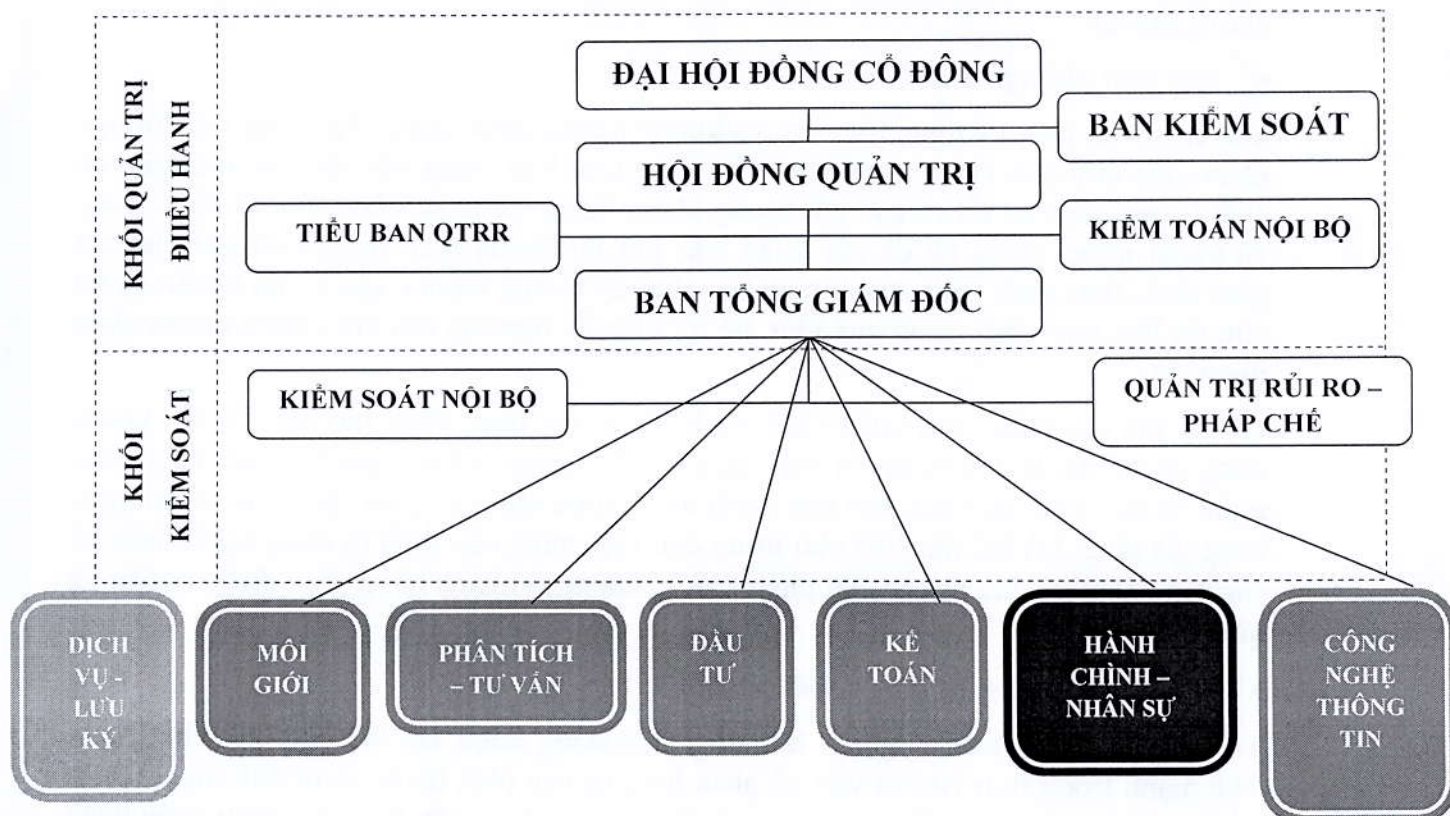 KHỐI QUẢN TRỊ
ĐIIỀU HANH
ĐẠI HỘI ĐỒNG CỔ ĐÔNG
BAN KIỂM SOÁT
HỘI ĐỒNG QUẢN TRỊ
TIỂU BAN QTRR
KIỂM TOÁN NỘI BỘ
BAN TỔNG GIÁM ĐỐC
KHỐI
KIỂM SOÁT
KIỂM SOÁT NỘI BỘ
QUẢN TRỊ RỦI RO –
PHÁP CHẾ
DỊCH
VỤ -
LƯU
KÝ
MÔI
GIỚI
PHÂN TÍCH
– TƯ VẤN
ĐẦU
TƯ
KẾ
TOÁN
HÀNH
CHÌNH –
NHÂN SỰ
CÔNG
NGHỆ
THÔNG
TIN